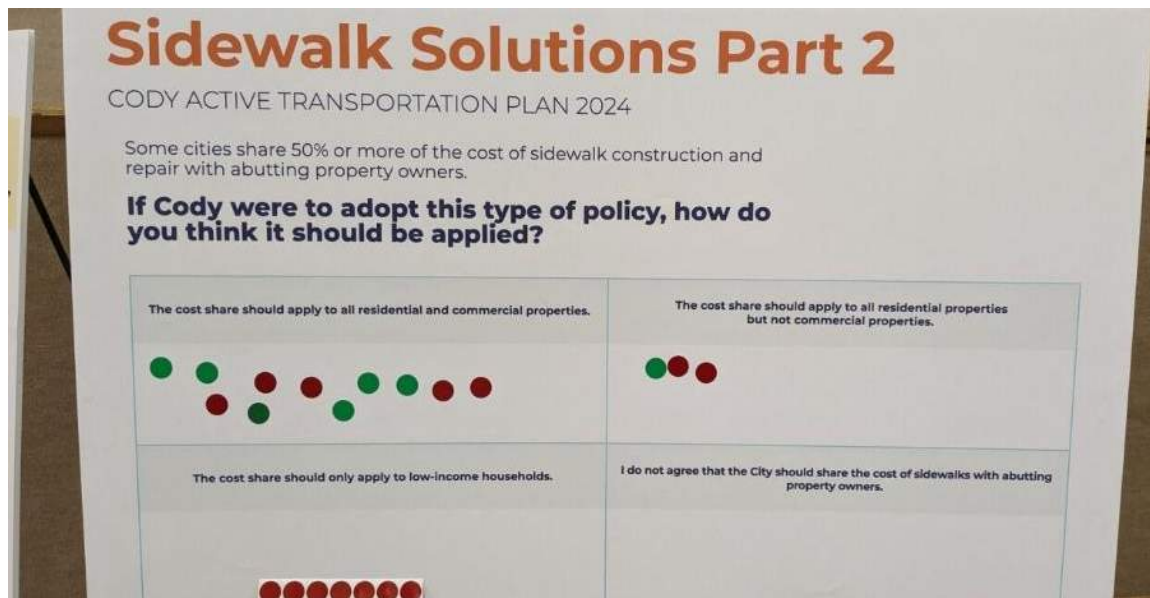 Sidewalk Solutions Part 2
CODY ACTIVE TRANSPORTATION PLAN 2024
Some cities share 50% or more of the cost of sidewalk construction and
repair with abutting property owners.
If Cody were to adopt this type of policy, how do
you think it should be applied?
The cost share should apply to all residential and commercial properties.
The cost share should apply to all residential properties
but not commercial properties.
The cost share should only apply to low-income households.
I do not agree that the City should share the cost of sidewalks with abutting
property owners.